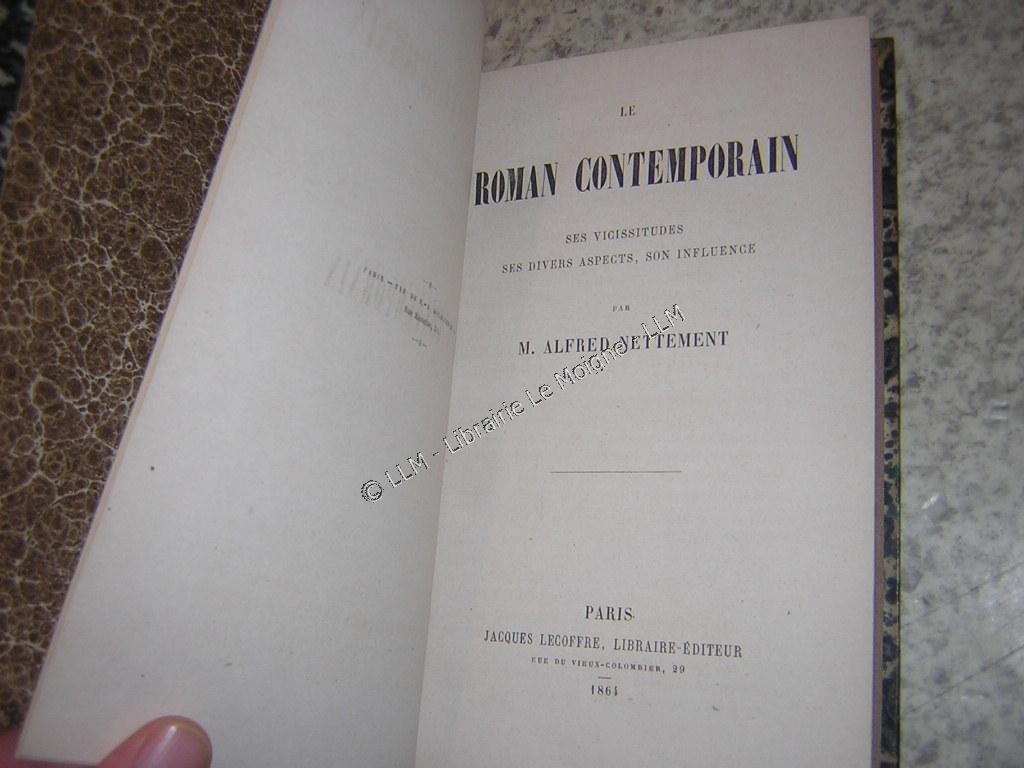 PARIS
LE
ROMAN CONTEMPORAIN
SES VICISSITUDES
SES DIVERS ASPECTS, SON INFLUENCE
PAR
M. ALFRED NETTEMENT
© LLM - Librairie Le Moigne - LLM
PARIS
JACQUES LECOFFRE, LIBRAIRE-ÉDITEUR
RUE DU VIEUX-COLOMBIER, 29
1864